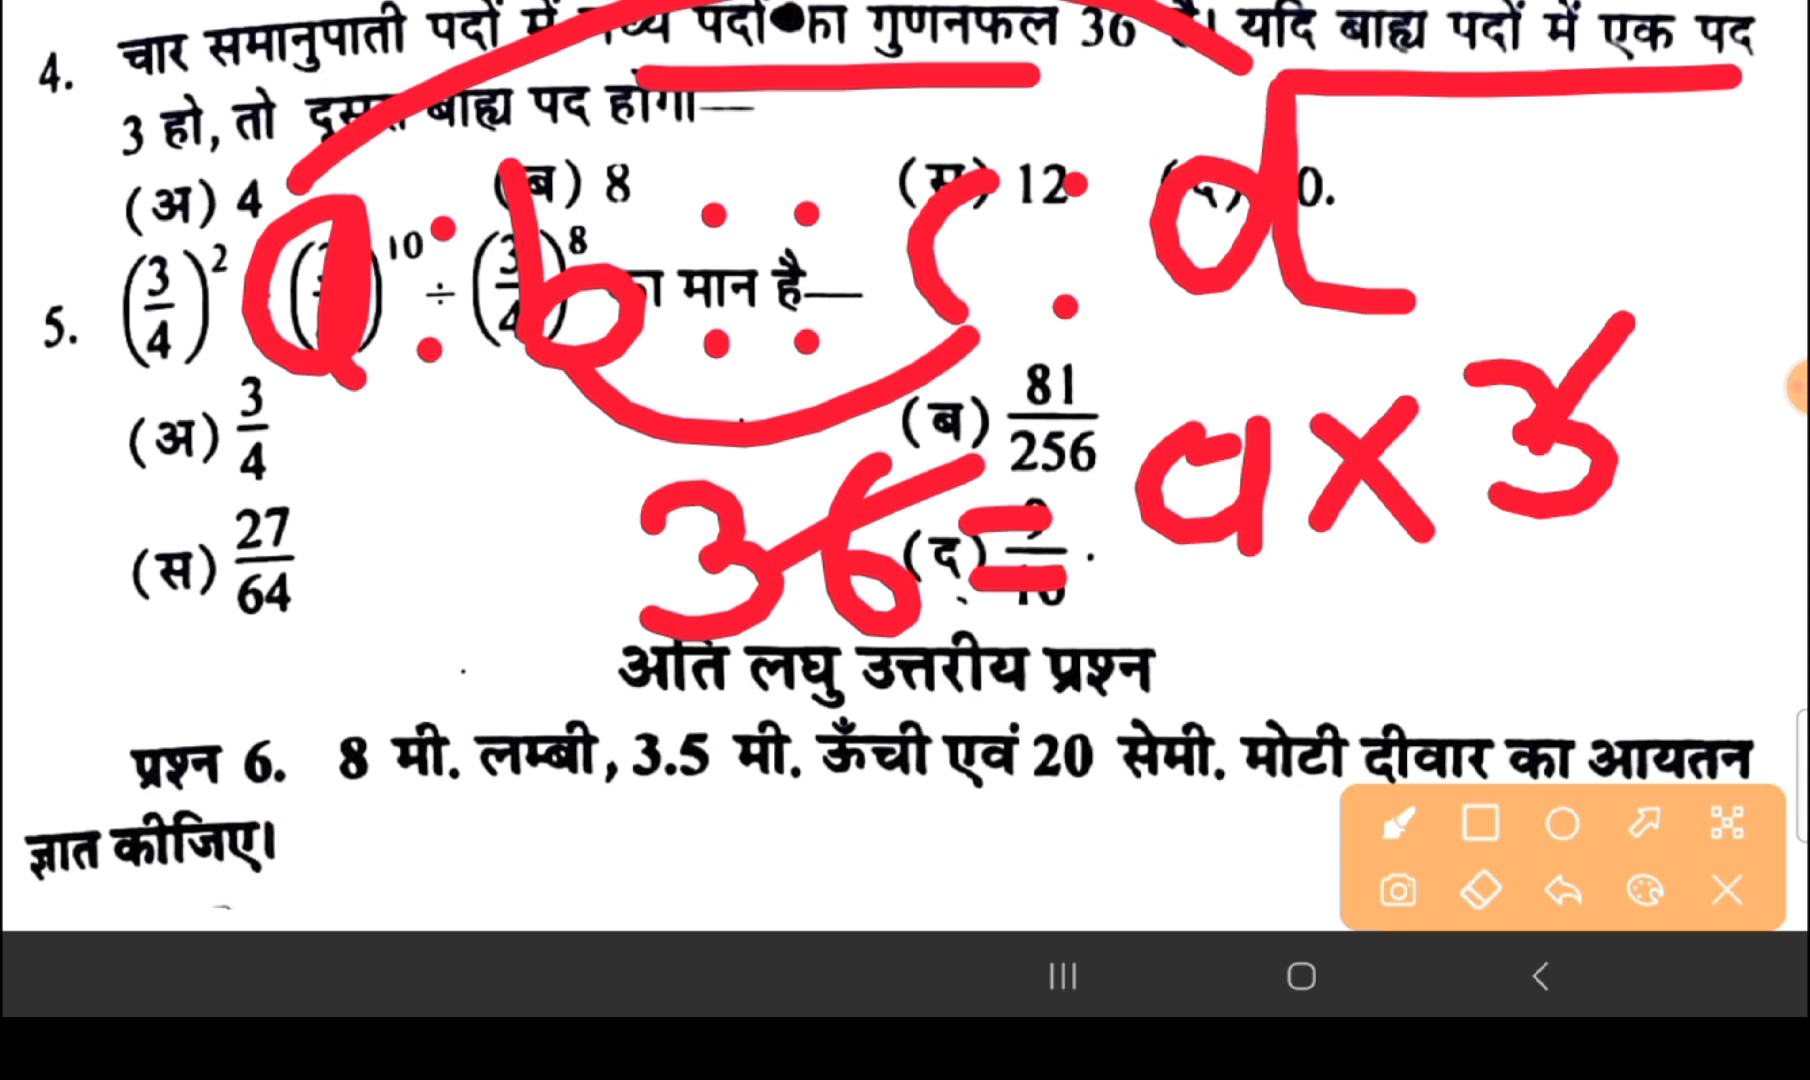 4. चार समानुपाती पदों में पदों का गुणनफल 36 है। यदि बाह्य पदों में एक पद
3 हो, तो बाह्य पद होगा—
(अ) 4 (ब) 8 (स) 12 0.
a : b :: c : d
5. (3/4)² 10 ÷ (3/4)⁸ मान है—
(अ) 3/4 (ब) 81/256
36 = a × 3
(स) 27/64 (द)
अति लघु उत्तरीय प्रश्न
प्रश्न 6. 8 मी. लम्बी, 3.5 मी. ऊँची एवं 20 सेमी. मोटी दीवार का आयतन
ज्ञात कीजिए।